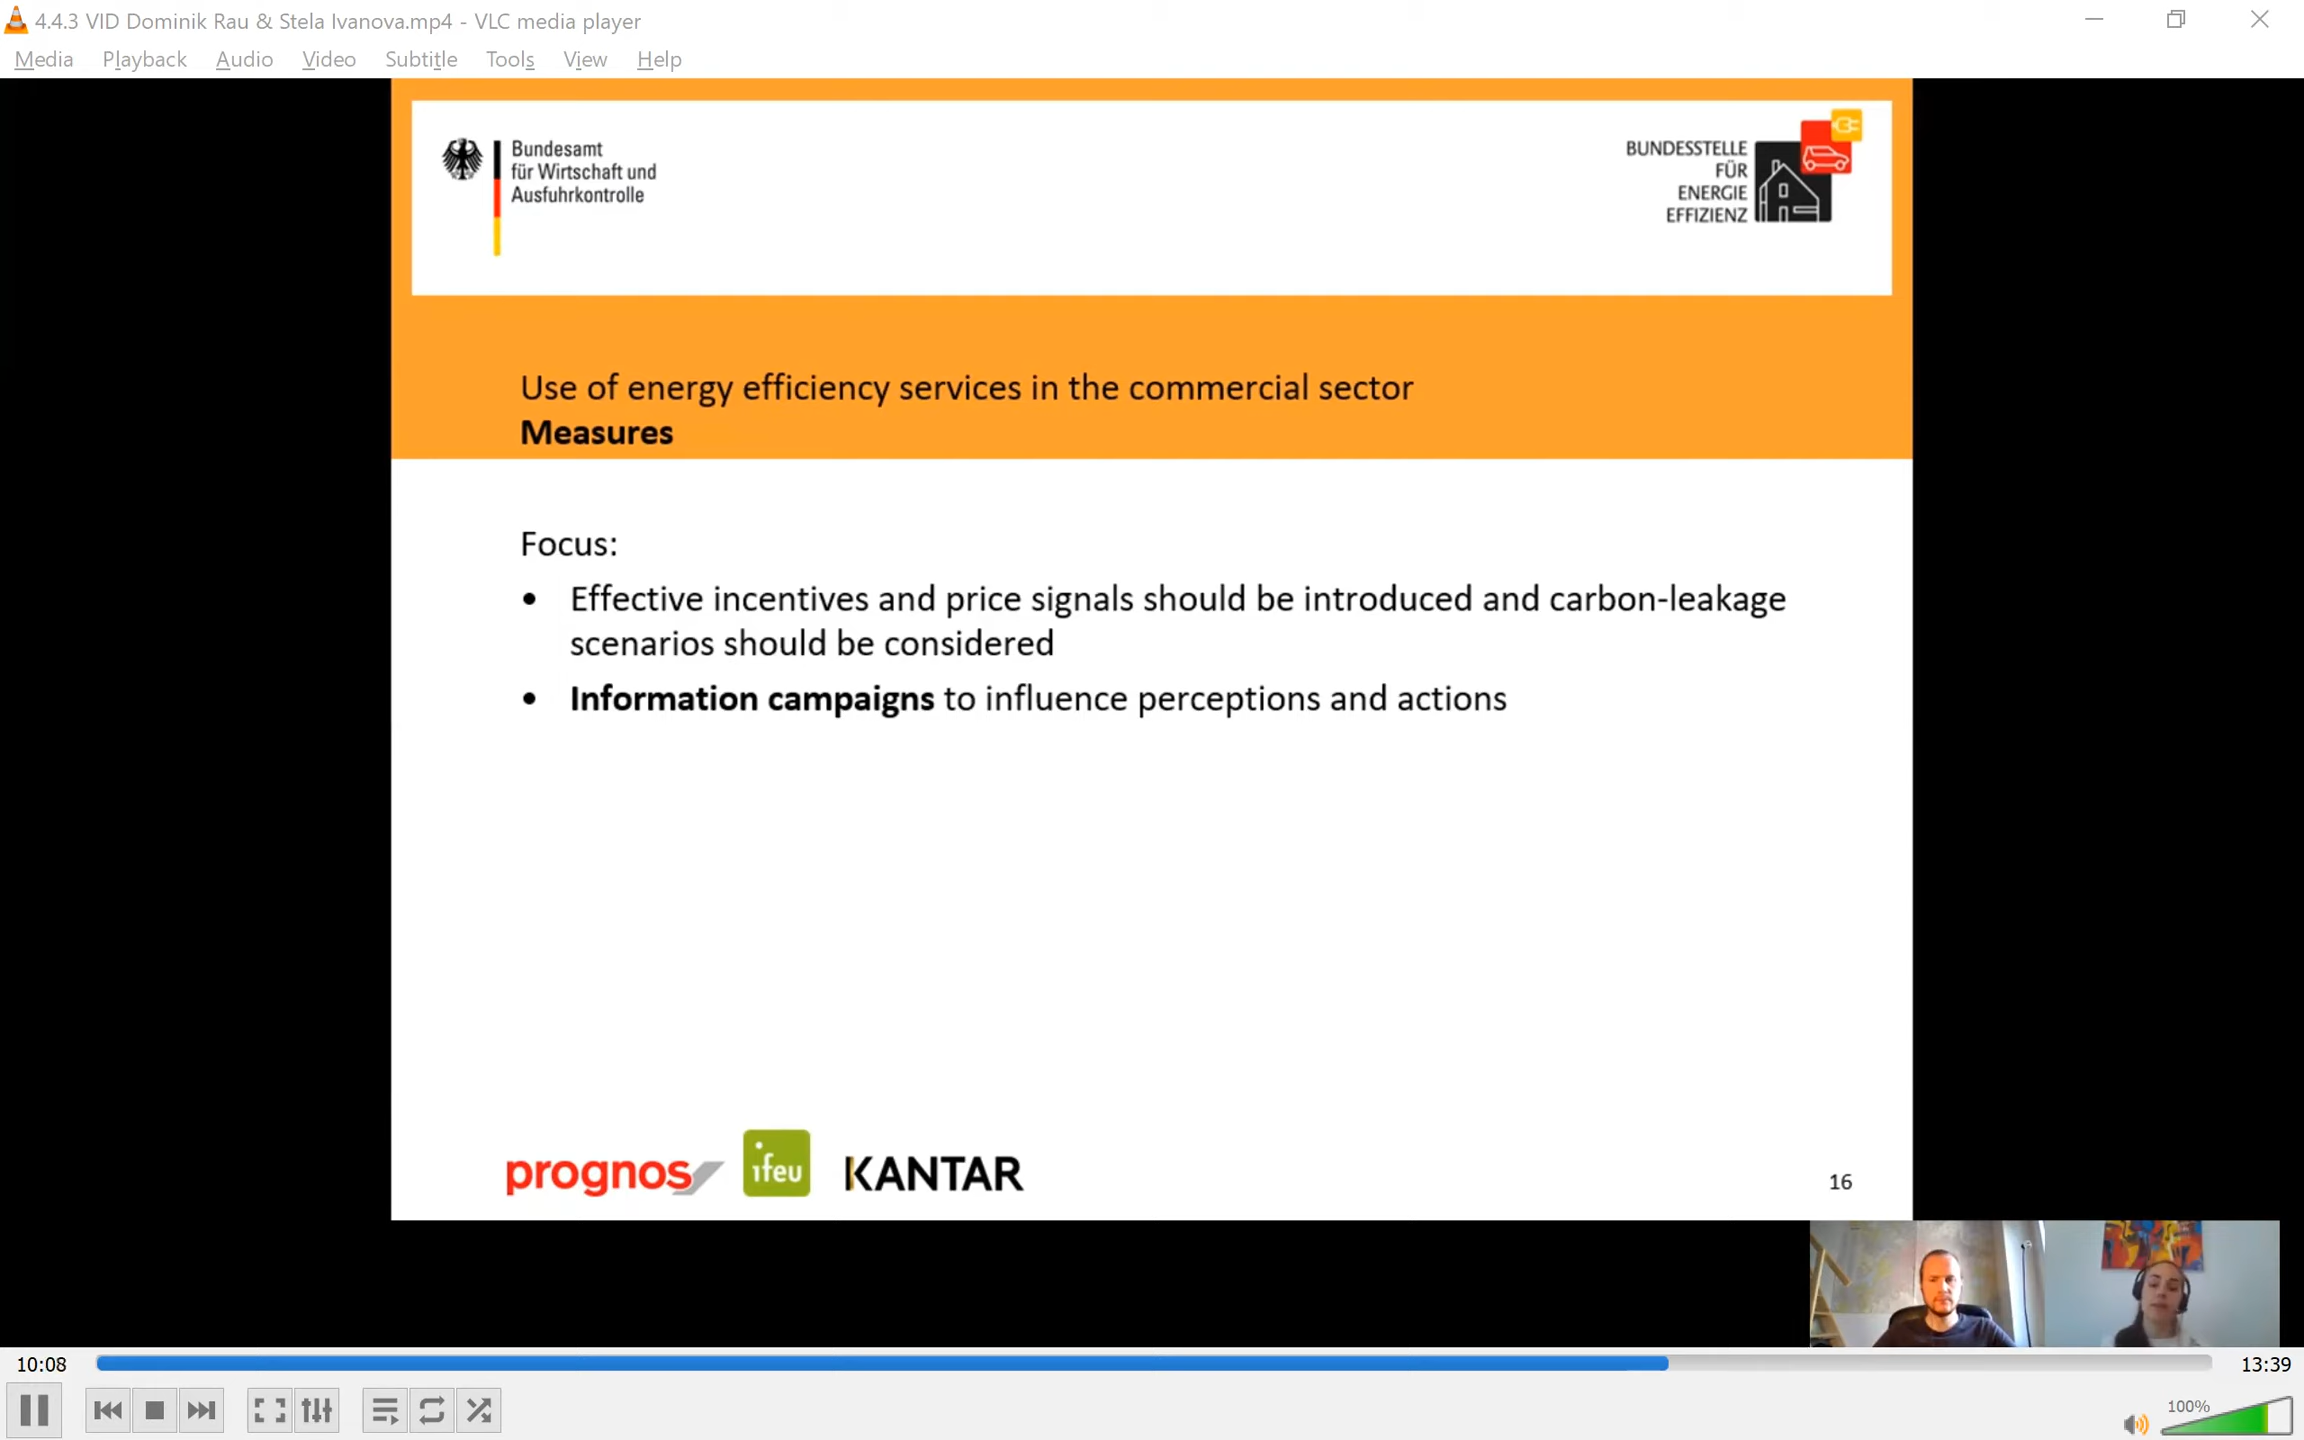 4.4.3 VID Dominik Rau & Stela Ivanova.mp4 - VLC media player
Media Playback Audio Video Subtitle Tools View Help
Bundesamt
für Wirtschaft und
Ausfuhrkontrolle
BUNDESSTELLE
FÜR
ENERGIE
EFFIZIENZ
Use of energy efficiency services in the commercial sector
Measures
Focus:
• Effective incentives and price signals should be introduced and carbon-leakage
scenarios should be considered
• Information campaigns to influence perceptions and actions
prognos ifeu KANTAR
16
10:08 13:39
100%